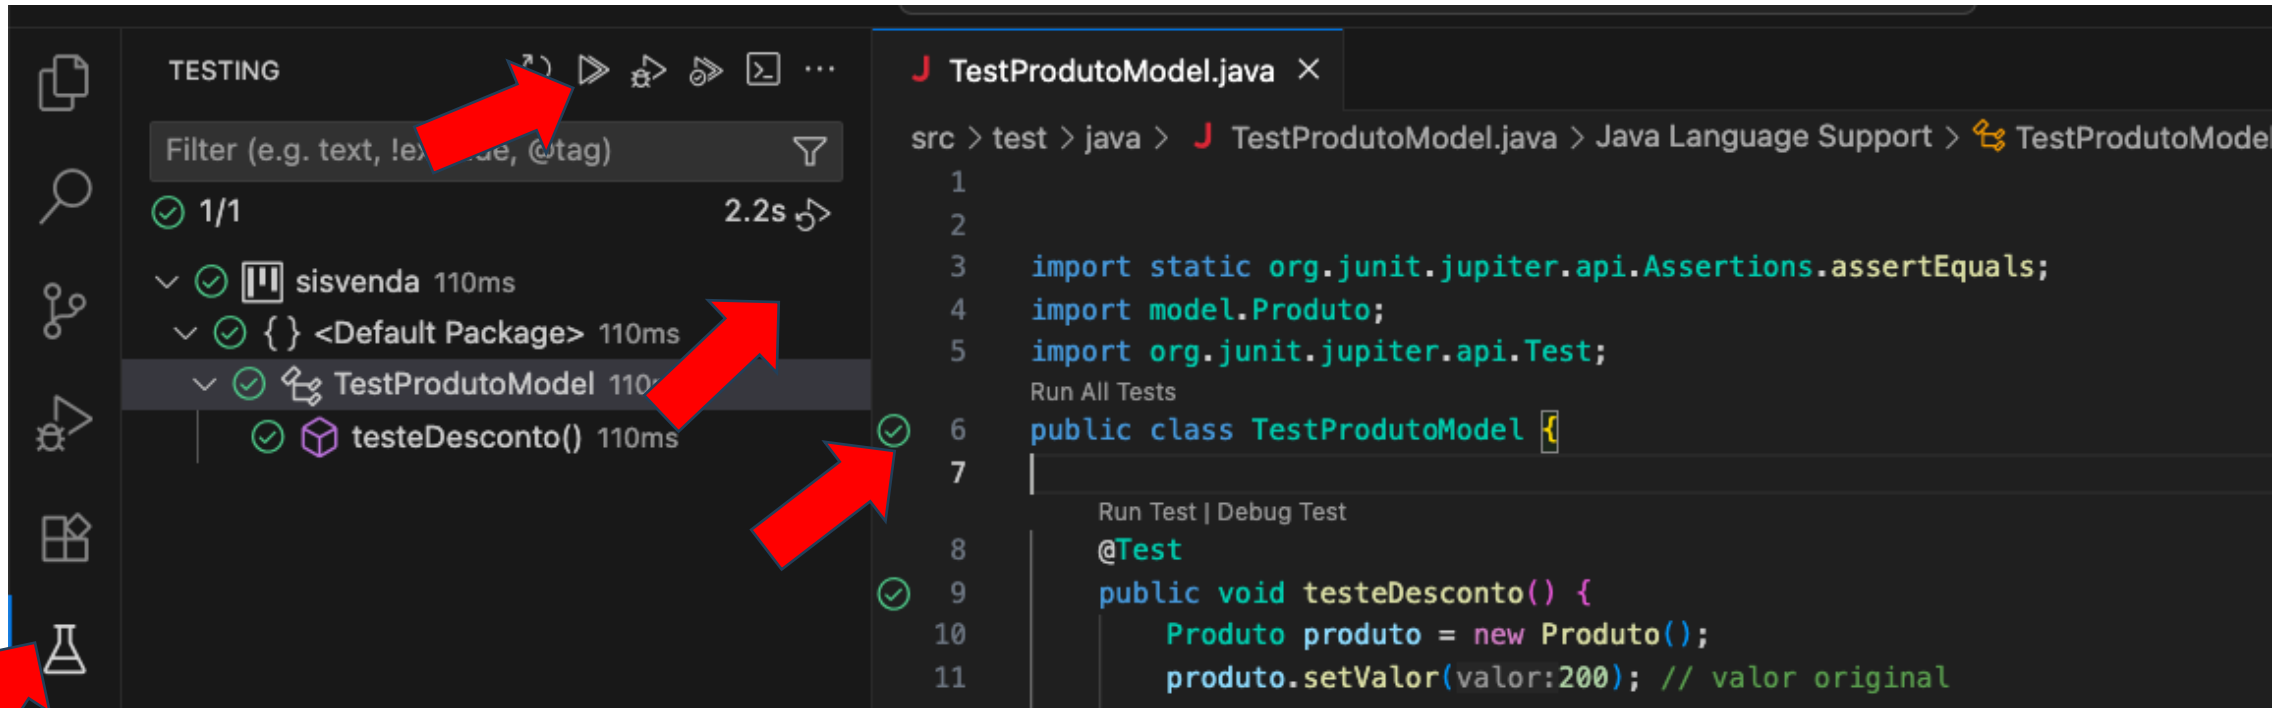 TESTING
Filter (e.g. text, !ex de, @tag)
1/1 2.2s
sisvenda 110ms
{} <Default Package> 110ms
TestProdutoModel 110
testeDesconto() 110ms
J TestProdutoModel.java ×
src > test > java > J TestProdutoModel.java > Java Language Support > TestProdutoModel
1
2
3 import static org.junit.jupiter.api.Assertions.assertEquals;
4 import model.Produto;
5 import org.junit.jupiter.api.Test;
Run All Tests
6 public class TestProdutoModel {
7
Run Test | Debug Test
8 @Test
9 public void testeDesconto() {
10 Produto produto = new Produto();
11 produto.setValor(valor:200); // valor original